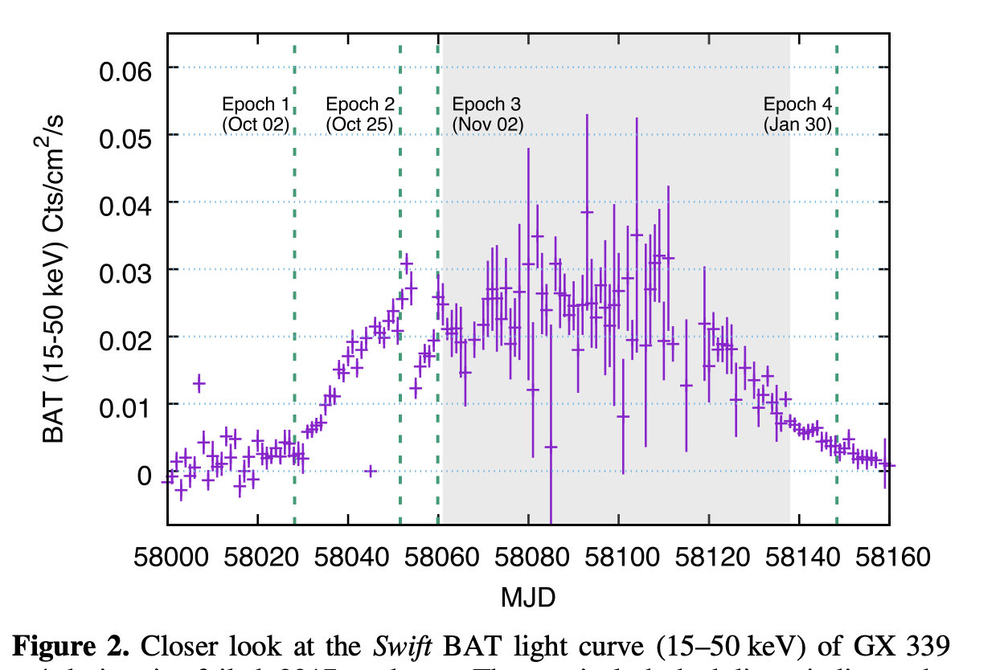 0.06
0.05
0.04
0.03
0.02
0.01
0
BAT (15-50 keV) Cts/cm²/s
Epoch 1
(Oct 02)
Epoch 2
(Oct 25)
Epoch 3
(Nov 02)
Epoch 4
(Jan 30)
58000 58020 58040 58060 58080 58100 58120 58140 58160
MJD
Figure 2. Closer look at the Swift BAT light curve (15–50 keV) of GX 339